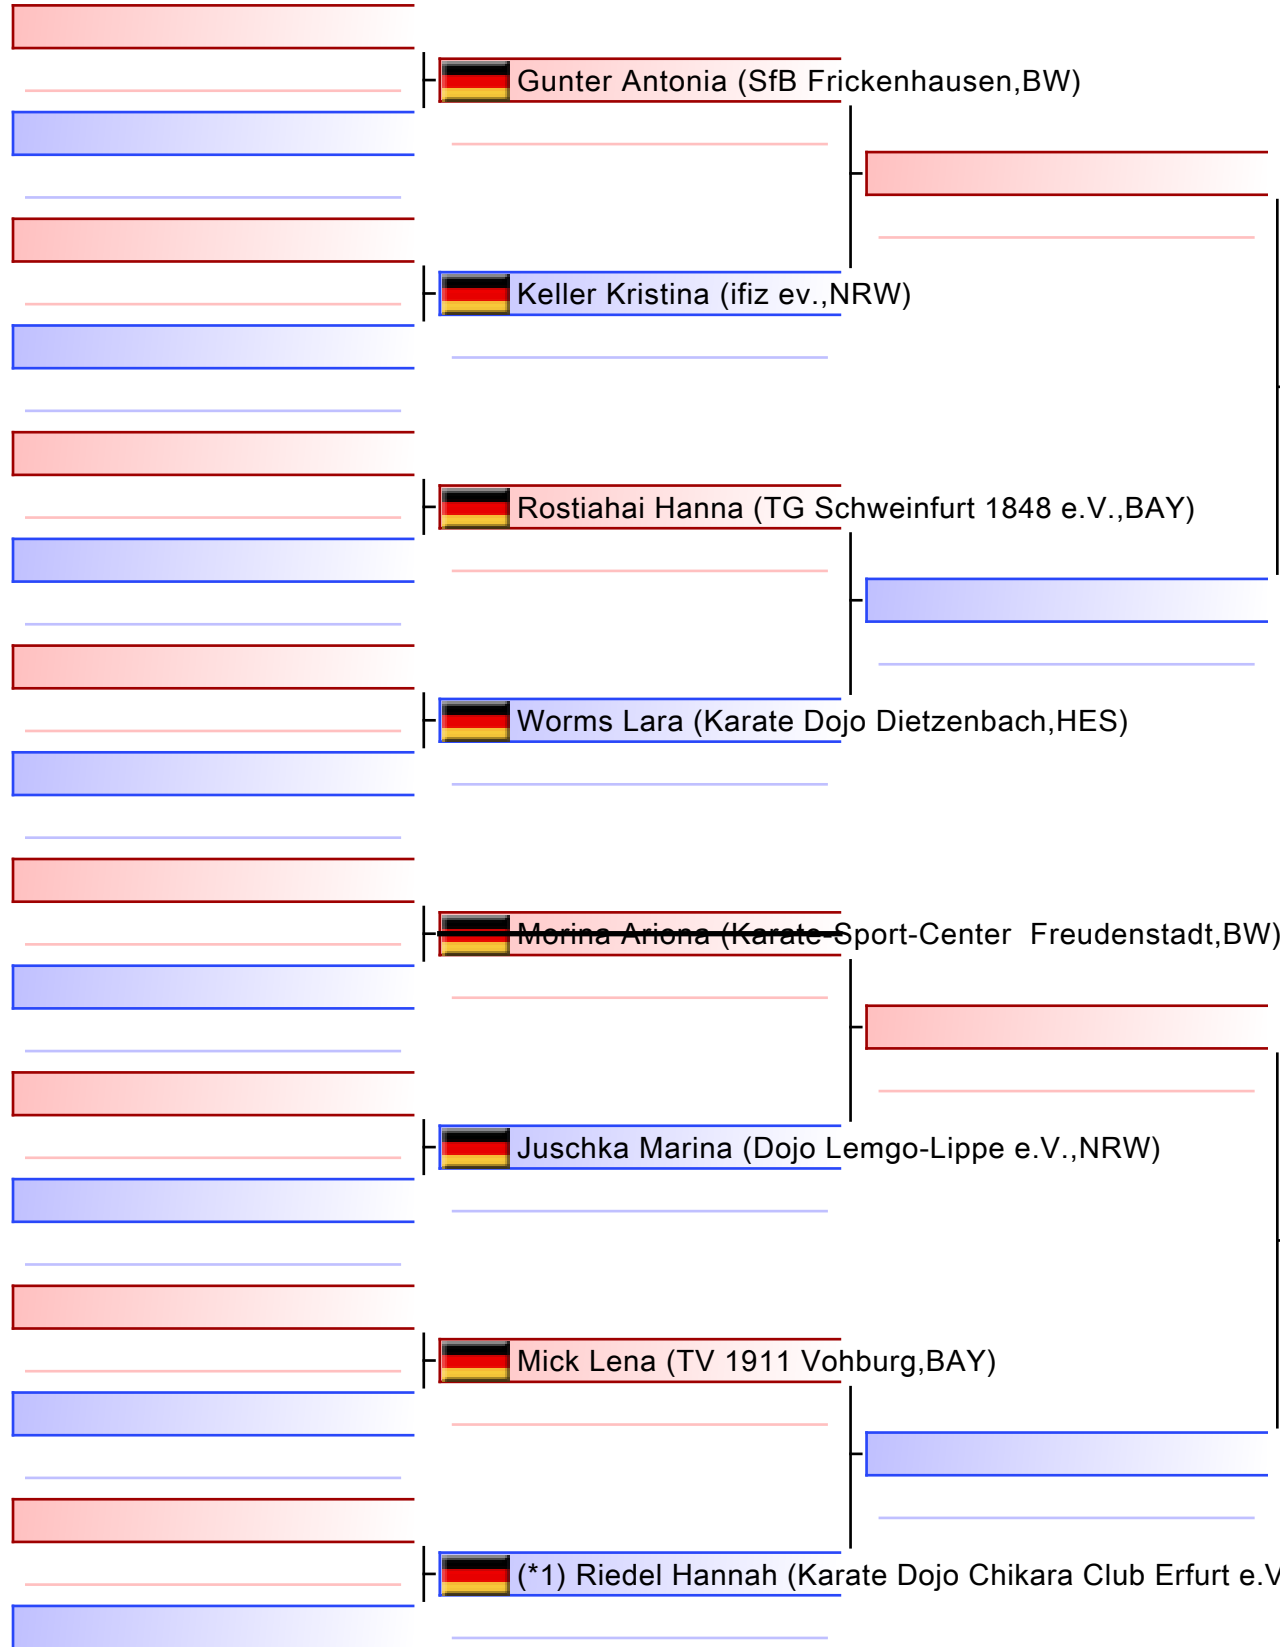 Gunter Antonia (SfB Frickenhausen,BW)
Keller Kristina (ifiz ev.,NRW)
Rostiahai Hanna (TG Schweinfurt 1848 e.V.,BAY)
Worms Lara (Karate Dojo Dietzenbach,HES)
Morina Ariona (Karate-Sport-Center  Freudenstadt,BW)
Juschka Marina (Dojo Lemgo-Lippe e.V.,NRW)
Mick Lena (TV 1911 Vohburg,BAY)
(*1) Riedel Hannah (Karate Dojo Chikara Club Erfurt e.V